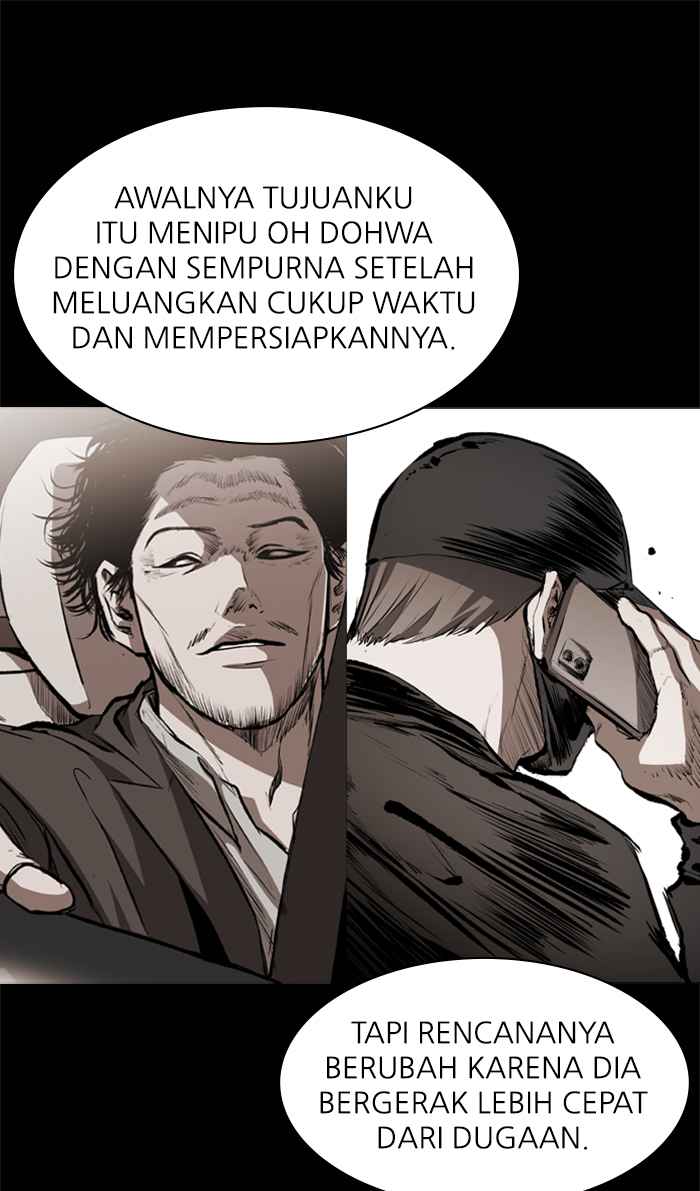 AWALNYA TUJUANKU
ITU MENIPU OH DOHWA
DENGAN SEMPURNA SETELAH
MELUANGKAN CUKUP WAKTU
DAN MEMPERSIAPKANNYA.
TAPI RENCANANYA
BERUBAH KARENA DIA
BERGERAK LEBIH CEPAT
DARI DUGAAN.